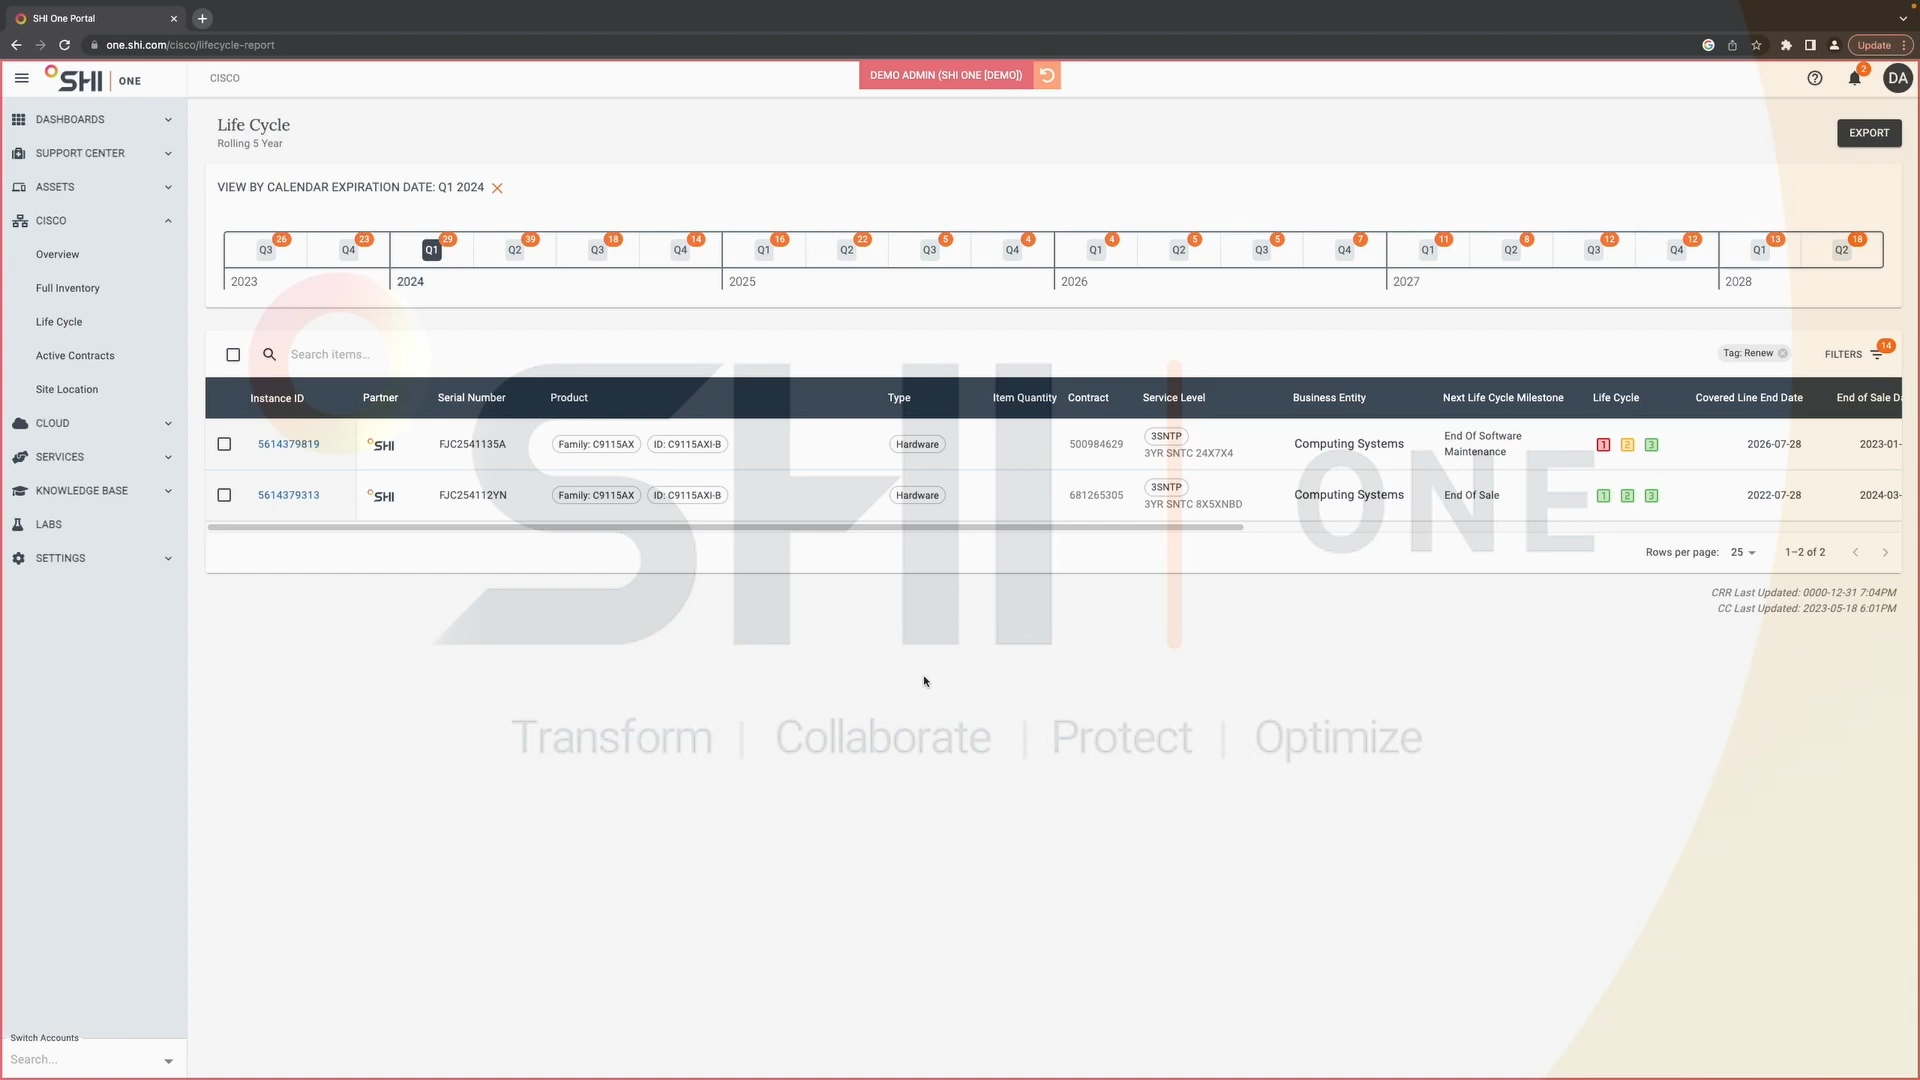 SHI One Portal
one.shi.com/cisco/lifecycle-report
Update
SHI | ONE
CISCO
DEMO ADMIN (SHI ONE [DEMO])
2
DA
DASHBOARDS
SUPPORT CENTER
ASSETS
CISCO
Overview
Full Inventory
Life Cycle
Active Contracts
Site Location
CLOUD
SERVICES
KNOWLEDGE BASE
LABS
SETTINGS
Switch Accounts
Search...
Life Cycle
Rolling 5 Year
EXPORT
VIEW BY CALENDAR EXPIRATION DATE: Q1 2024
Q3 26 Q4 23 Q1 29 Q2 39 Q3 18 Q4 14 Q1 16 Q2 22 Q3 5 Q4 4 Q1 4 Q2 5 Q3 5 Q4 7 Q1 11 Q2 8 Q3 12 Q4 12 Q1 13 Q2 18
2023 2024 2025 2026 2027 2028
Search items...
Tag: Renew
FILTERS 14
Instance ID Partner Serial Number Product Type Item Quantity Contract Service Level Business Entity Next Life Cycle Milestone Life Cycle Covered Line End Date End of Sale Da
5614379819 SHI FJC2541135A Family: C9115AX ID: C9115AXI-B Hardware 500984629 3SNTP 3YR SNTC 24X7X4 Computing Systems End Of Software Maintenance 1 2 3 2026-07-28 2023-01-
5614379313 SHI FJC254112YN Family: C9115AX ID: C9115AXI-B Hardware 681265305 3SNTP 3YR SNTC 8X5XNBD Computing Systems End Of Sale 1 2 3 2022-07-28 2024-03-
Rows per page: 25 1–2 of 2
CRR Last Updated: 0000-12-31 7:04PM
CC Last Updated: 2023-05-18 6:01PM
SHI | ONE
Transform | Collaborate | Protect | Optimize